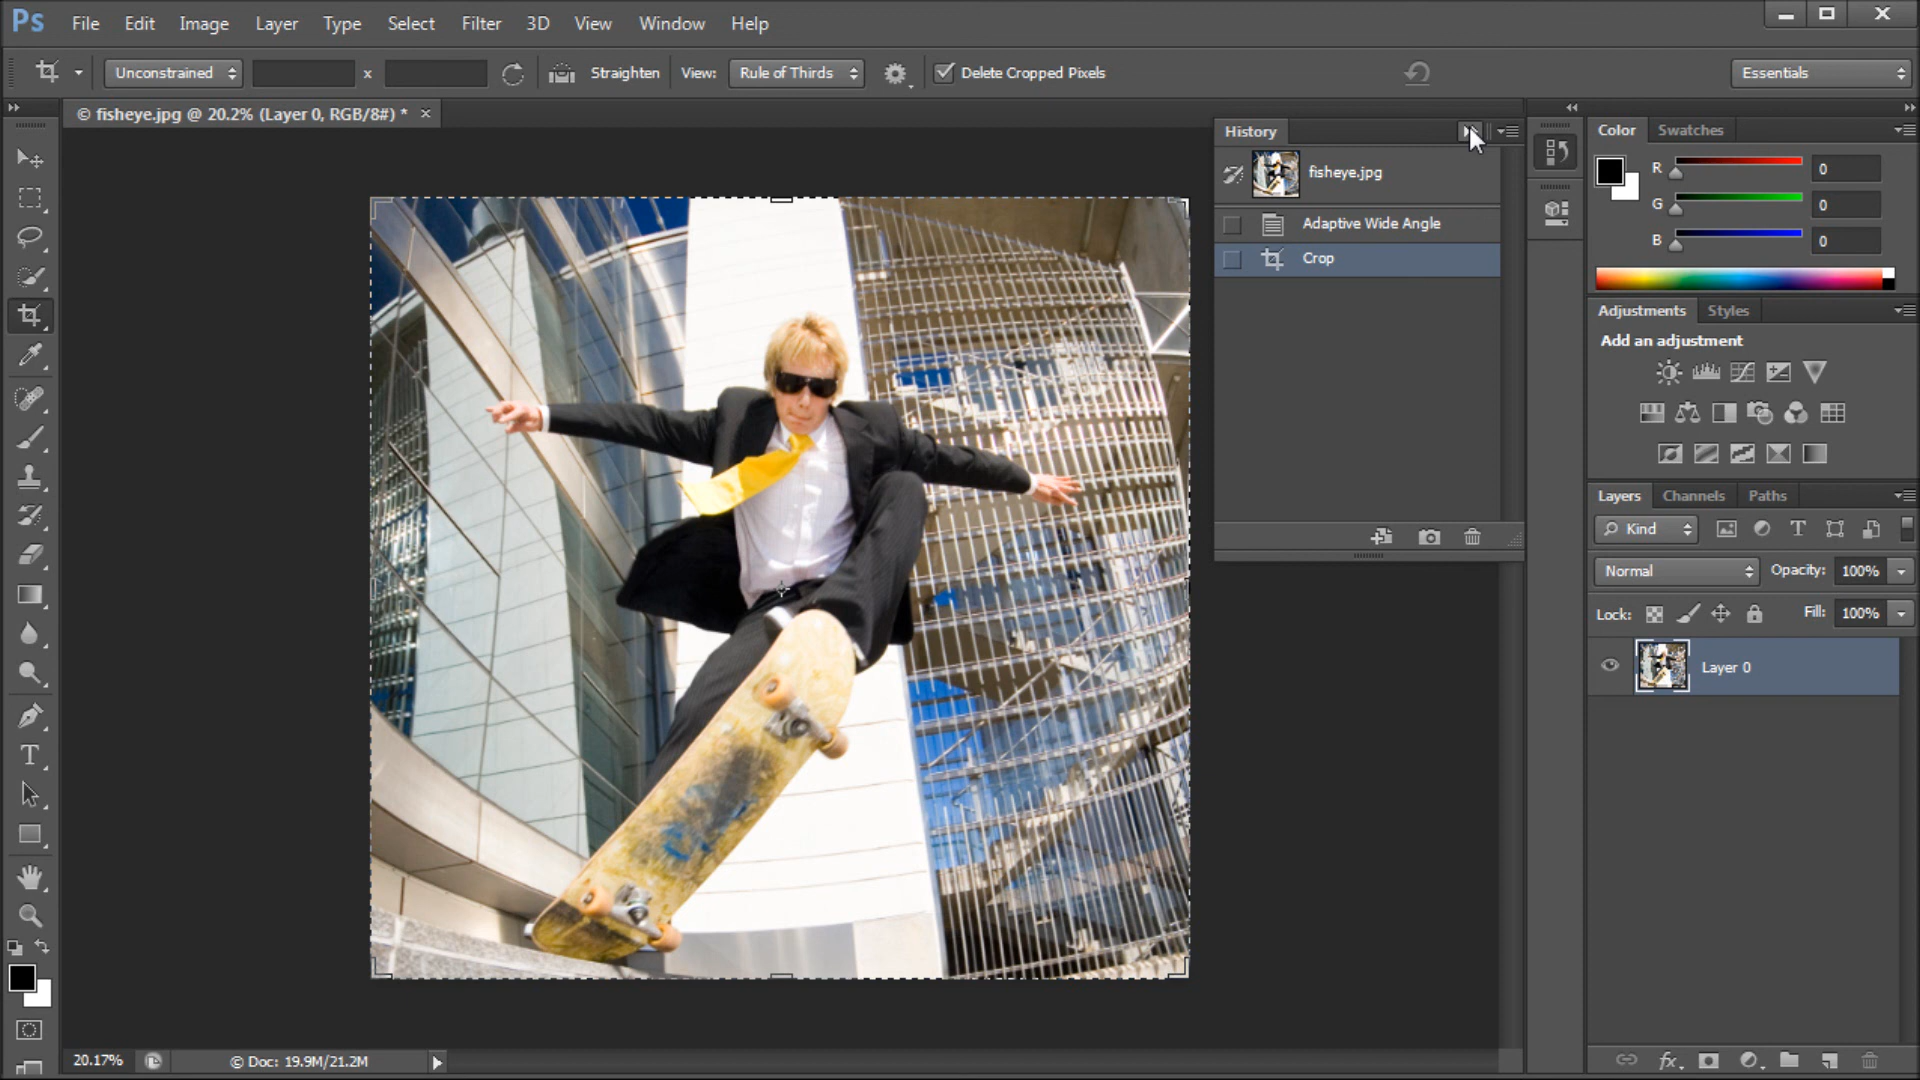 Ps File Edit Image Layer Type Select Filter 3D View Window Help
Unconstrained x Straighten View: Rule of Thirds Delete Cropped Pixels Essentials
© fisheye.jpg @ 20.2% (Layer 0, RGB/8#) * ×
History
fisheye.jpg
Adaptive Wide Angle
Crop
Color Swatches
R 0
G 0
B 0
Adjustments Styles
Add an adjustment
Layers Channels Paths
Kind
Normal Opacity: 100%
Lock: Fill: 100%
Layer 0
20.17% © Doc: 19.9M/21.2M